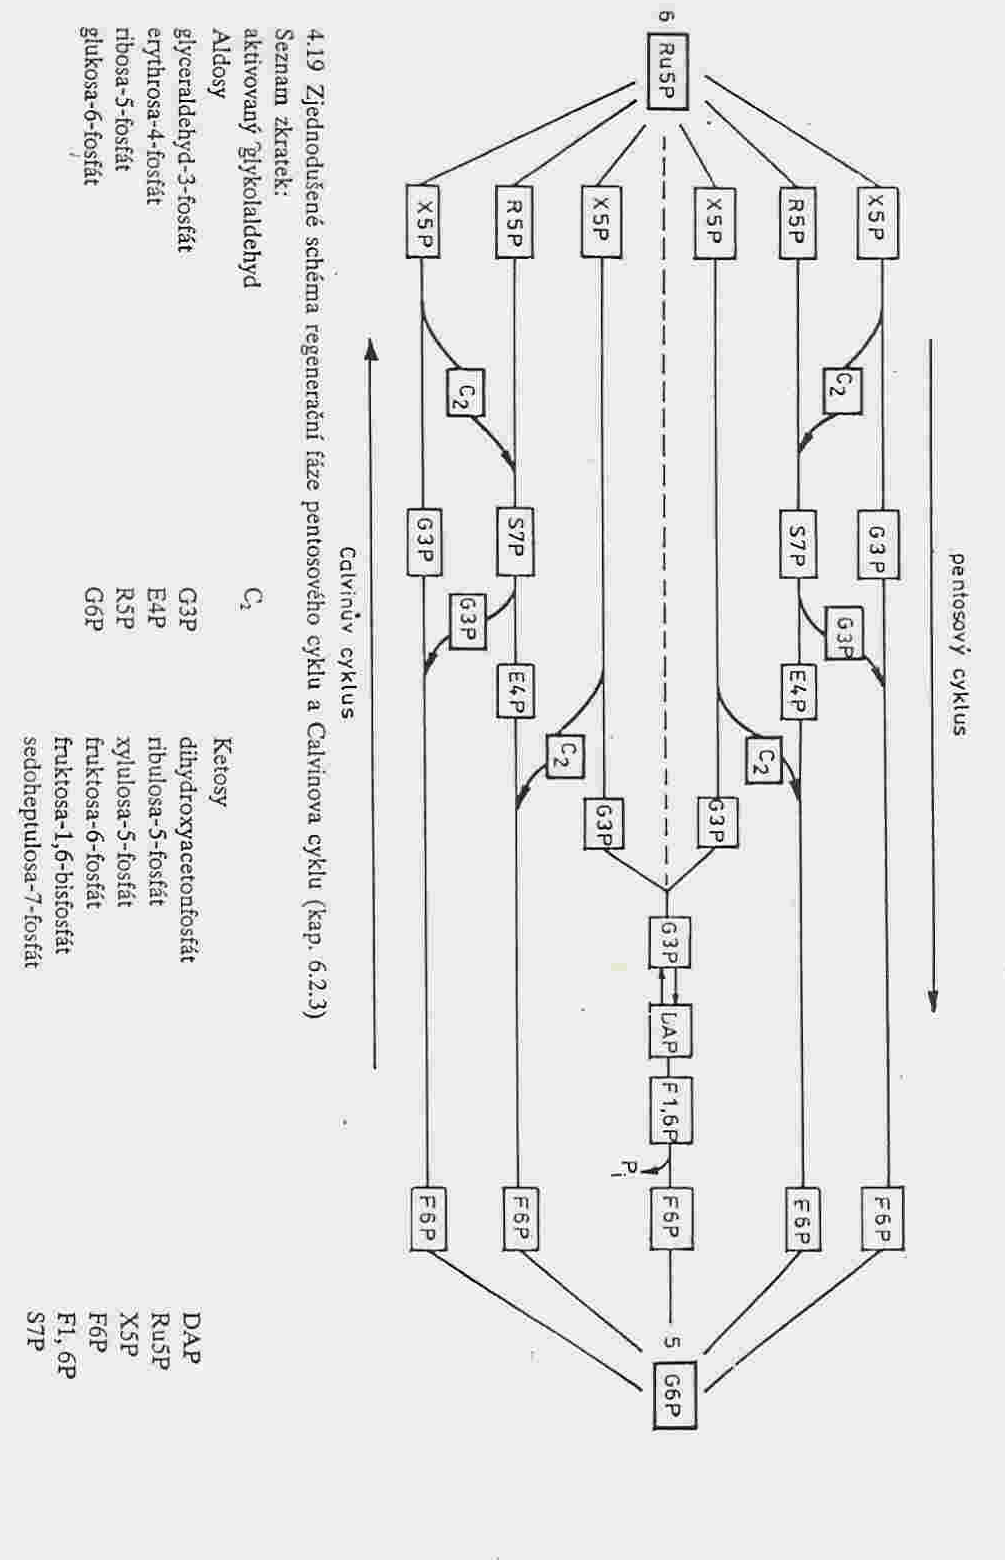 pentosový cyklus
X5P G3P F6P
C₂ G3P
R5P S7P E4P F6P
C₂
X5P G3P
6 Ru5P G3P DAP F1,6P F6P 5 G6P
Pi
X5P G3P
C₂
R5P S7P E4P F6P
C₂ G3P
X5P G3P F6P
Calvinův cyklus
4.19 Zjednodušené schéma regenerační fáze pentosového cyklu a Calvinova cyklu (kap. 6.2.3)
Seznam zkratek:
aktivovaný glykolaldehyd C₂
Aldosy Ketosy
glyceraldehyd-3-fosfát G3P dihydroxyacetonfosfát DAP
erythrosa-4-fosfát E4P ribulosa-5-fosfát Ru5P
ribosa-5-fosfát R5P xylulosa-5-fosfát X5P
glukosa-6-fosfát G6P fruktosa-6-fosfát F6P
fruktosa-1,6-bisfosfát F1, 6P
sedoheptulosa-7-fosfát S7P